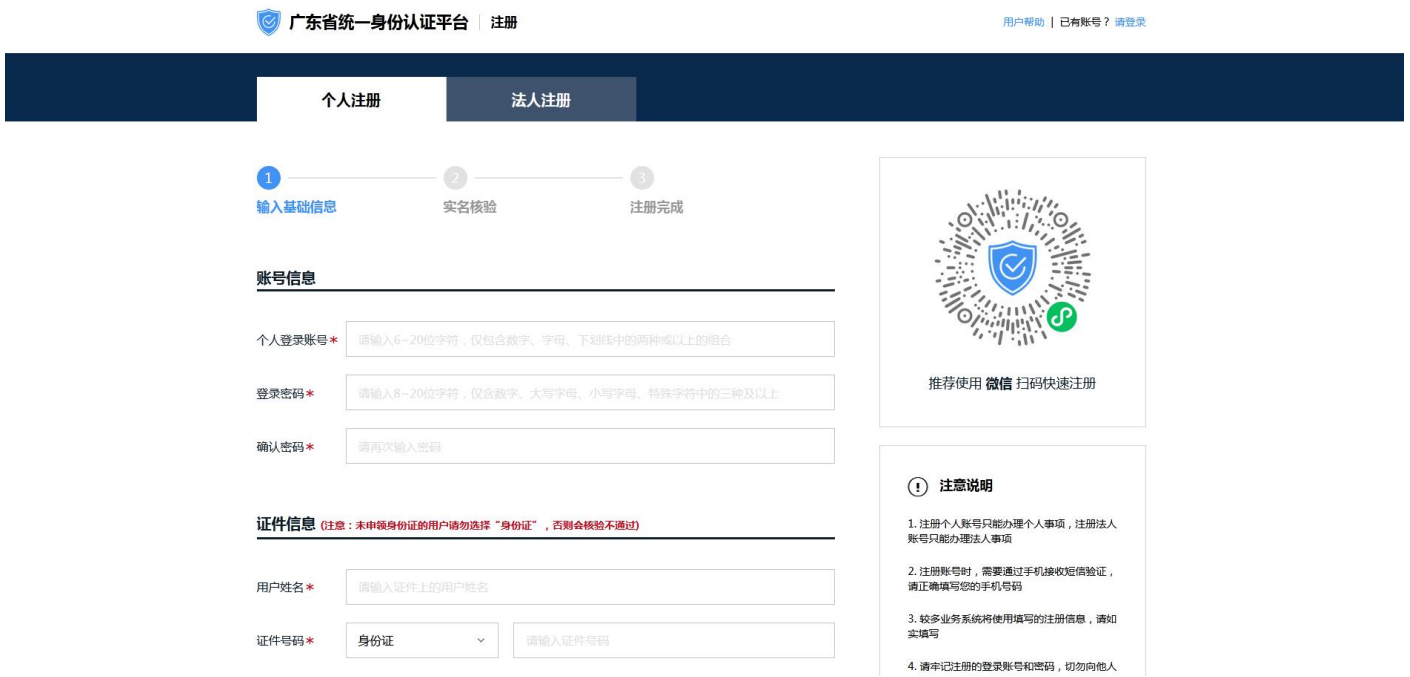 广东省统一身份认证平台 注册
用户帮助 | 已有账号？请登录
个人注册 法人注册
1 2 3
输入基础信息 实名核验 注册完成
账号信息
个人登录账号* 请输入6~20位字符，仅包含数字、字母、下划线中的两种或以上的组合
登录密码* 请输入8~20位字符，仅含数字、大写字母、小写字母、特殊字符中的三种及以上
确认密码* 请再次输入密码
证件信息 (注意：未申领身份证的用户请勿选择“身份证”，否则会核验不通过)
用户姓名* 请输入证件上的用户姓名
证件号码* 身份证 请输入证件号码
推荐使用 微信 扫码快速注册
注意说明
1. 注册个人账号只能办理个人事项，注册法人
账号只能办理法人事项
2. 注册账号时，需要通过手机接收短信验证，
请正确填写您的手机号码
3. 较多业务系统将使用填写的注册信息，请如
实填写
4. 请牢记注册的登录账号和密码，切勿向他人